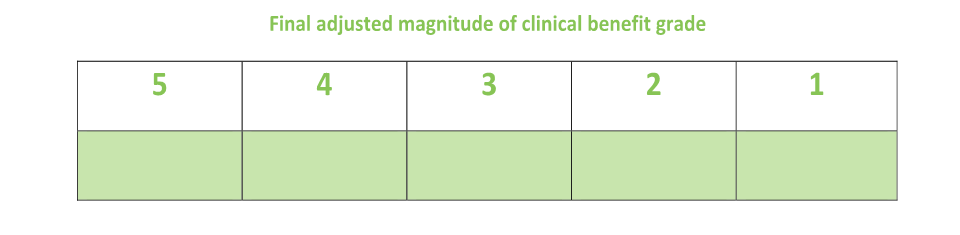 Final adjusted magnitude of clinical benefit grade
5 4 3 2 1